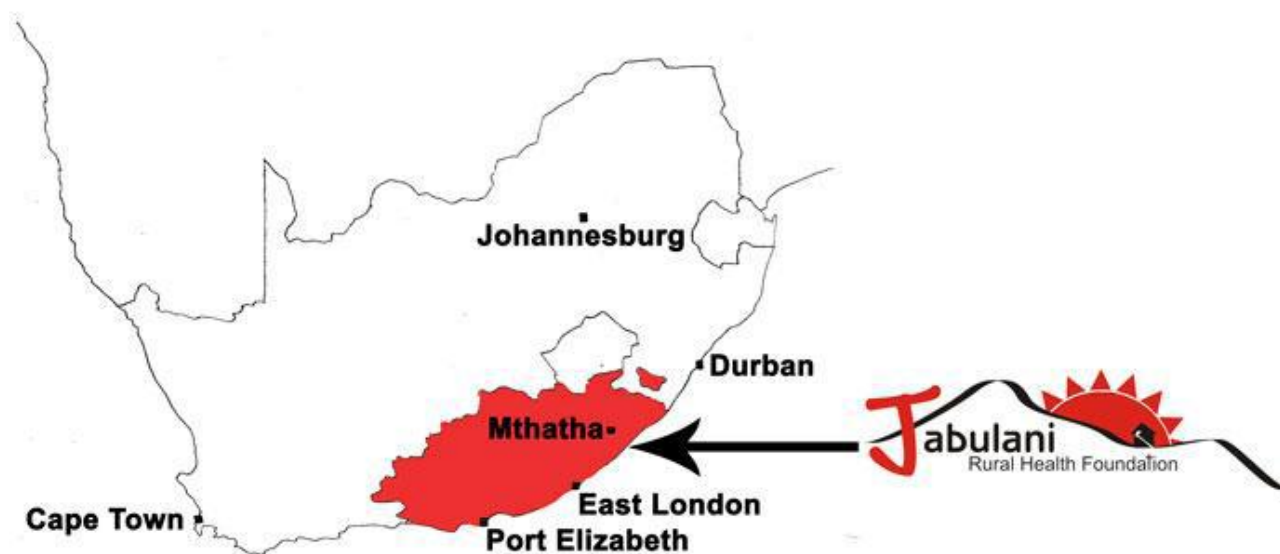 Johannesburg
Durban
Mthatha
Jabulani
Rural Health Foundation
East London
Cape Town
Port Elizabeth